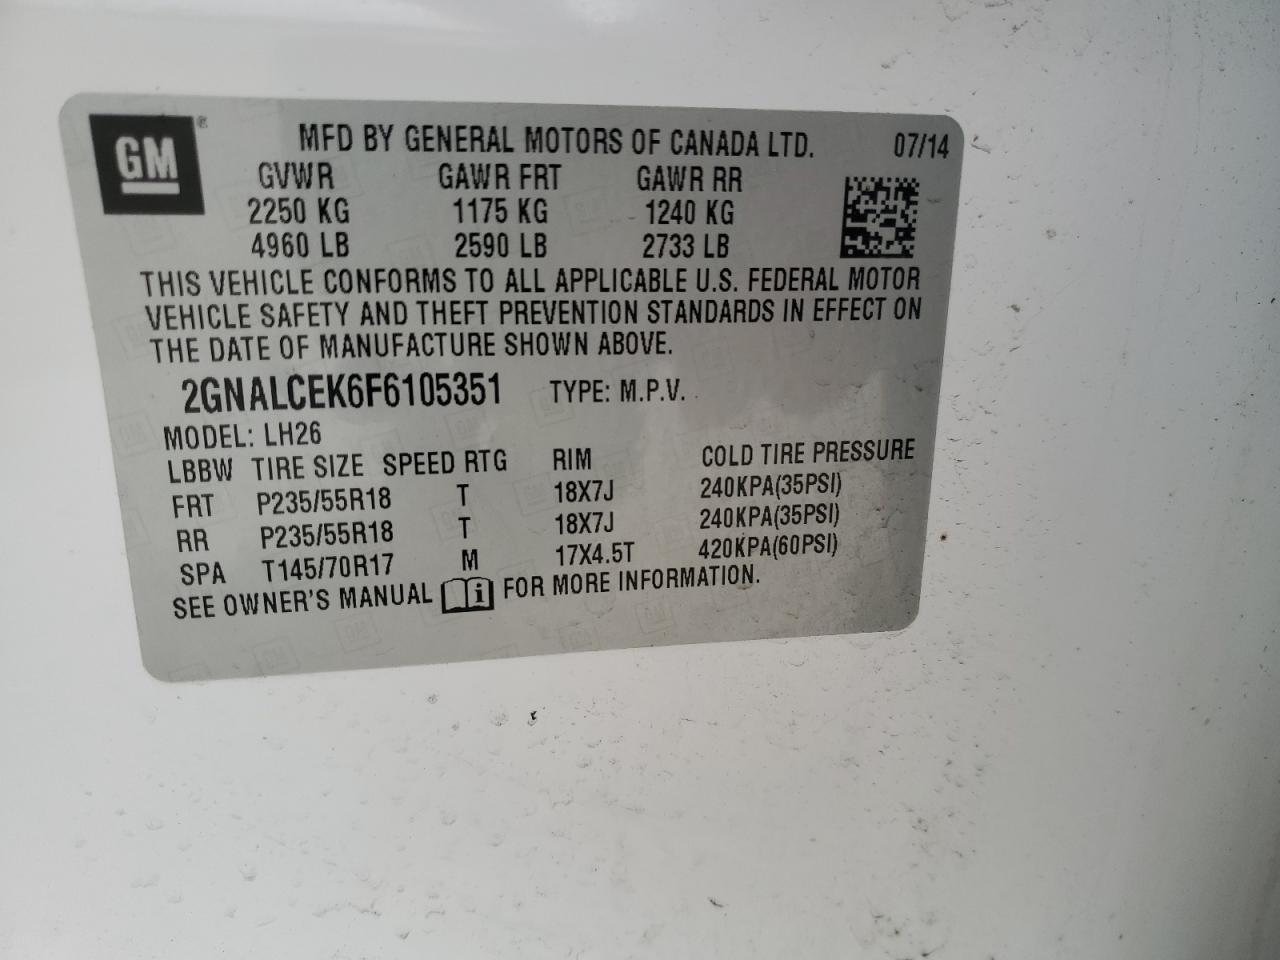 GM ®
MFD BY GENERAL MOTORS OF CANADA LTD. 07/14
GVWR GAWR FRT GAWR RR
2250 KG 1175 KG 1240 KG
4960 LB 2590 LB 2733 LB
THIS VEHICLE CONFORMS TO ALL APPLICABLE U.S. FEDERAL MOTOR
VEHICLE SAFETY AND THEFT PREVENTION STANDARDS IN EFFECT ON
THE DATE OF MANUFACTURE SHOWN ABOVE.
2GNALCEK6F6105351 TYPE: M.P.V.
MODEL: LH26
LBBW TIRE SIZE SPEED RTG RIM COLD TIRE PRESSURE
FRT P235/55R18 T 18X7J 240KPA(35PSI)
RR P235/55R18 T 18X7J 240KPA(35PSI)
SPA T145/70R17 M 17X4.5T 420KPA(60PSI)
SEE OWNER'S MANUAL i FOR MORE INFORMATION.